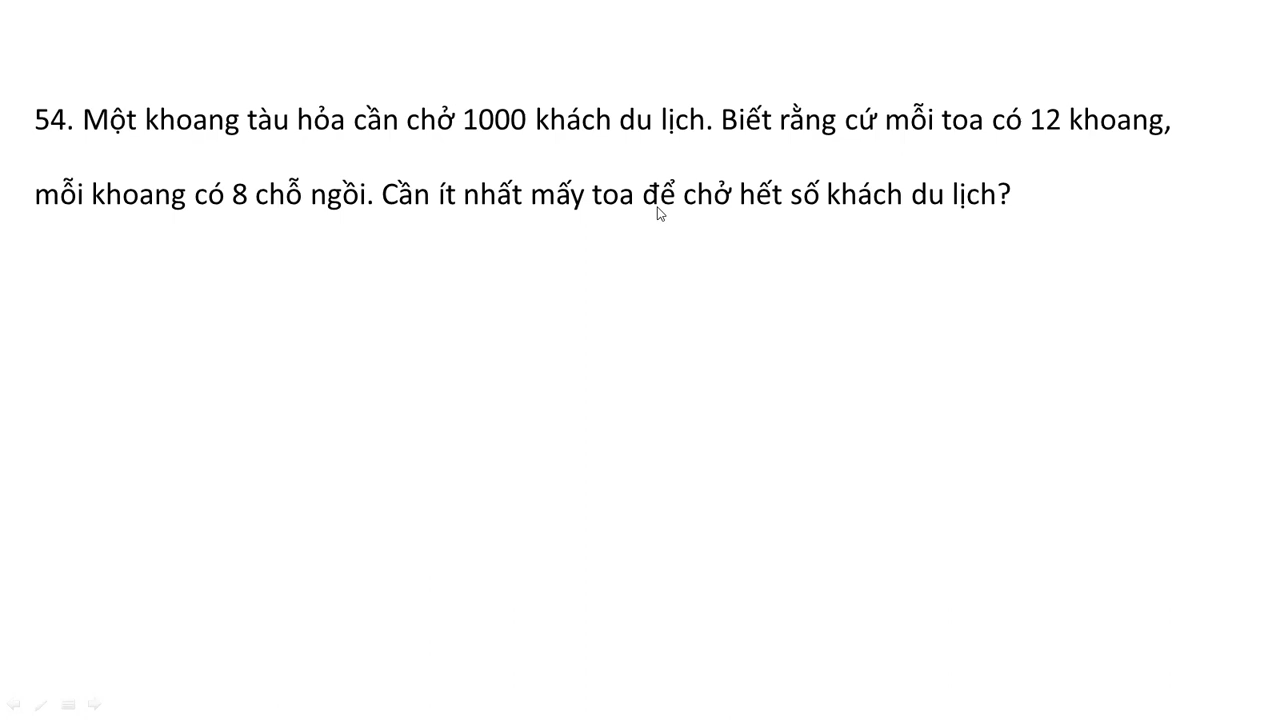 54. Một khoang tàu hỏa cần chở 1000 khách du lịch. Biết rằng cứ mỗi toa có 12 khoang,
mỗi khoang có 8 chỗ ngồi. Cần ít nhất mấy toa để chở hết số khách du lịch?